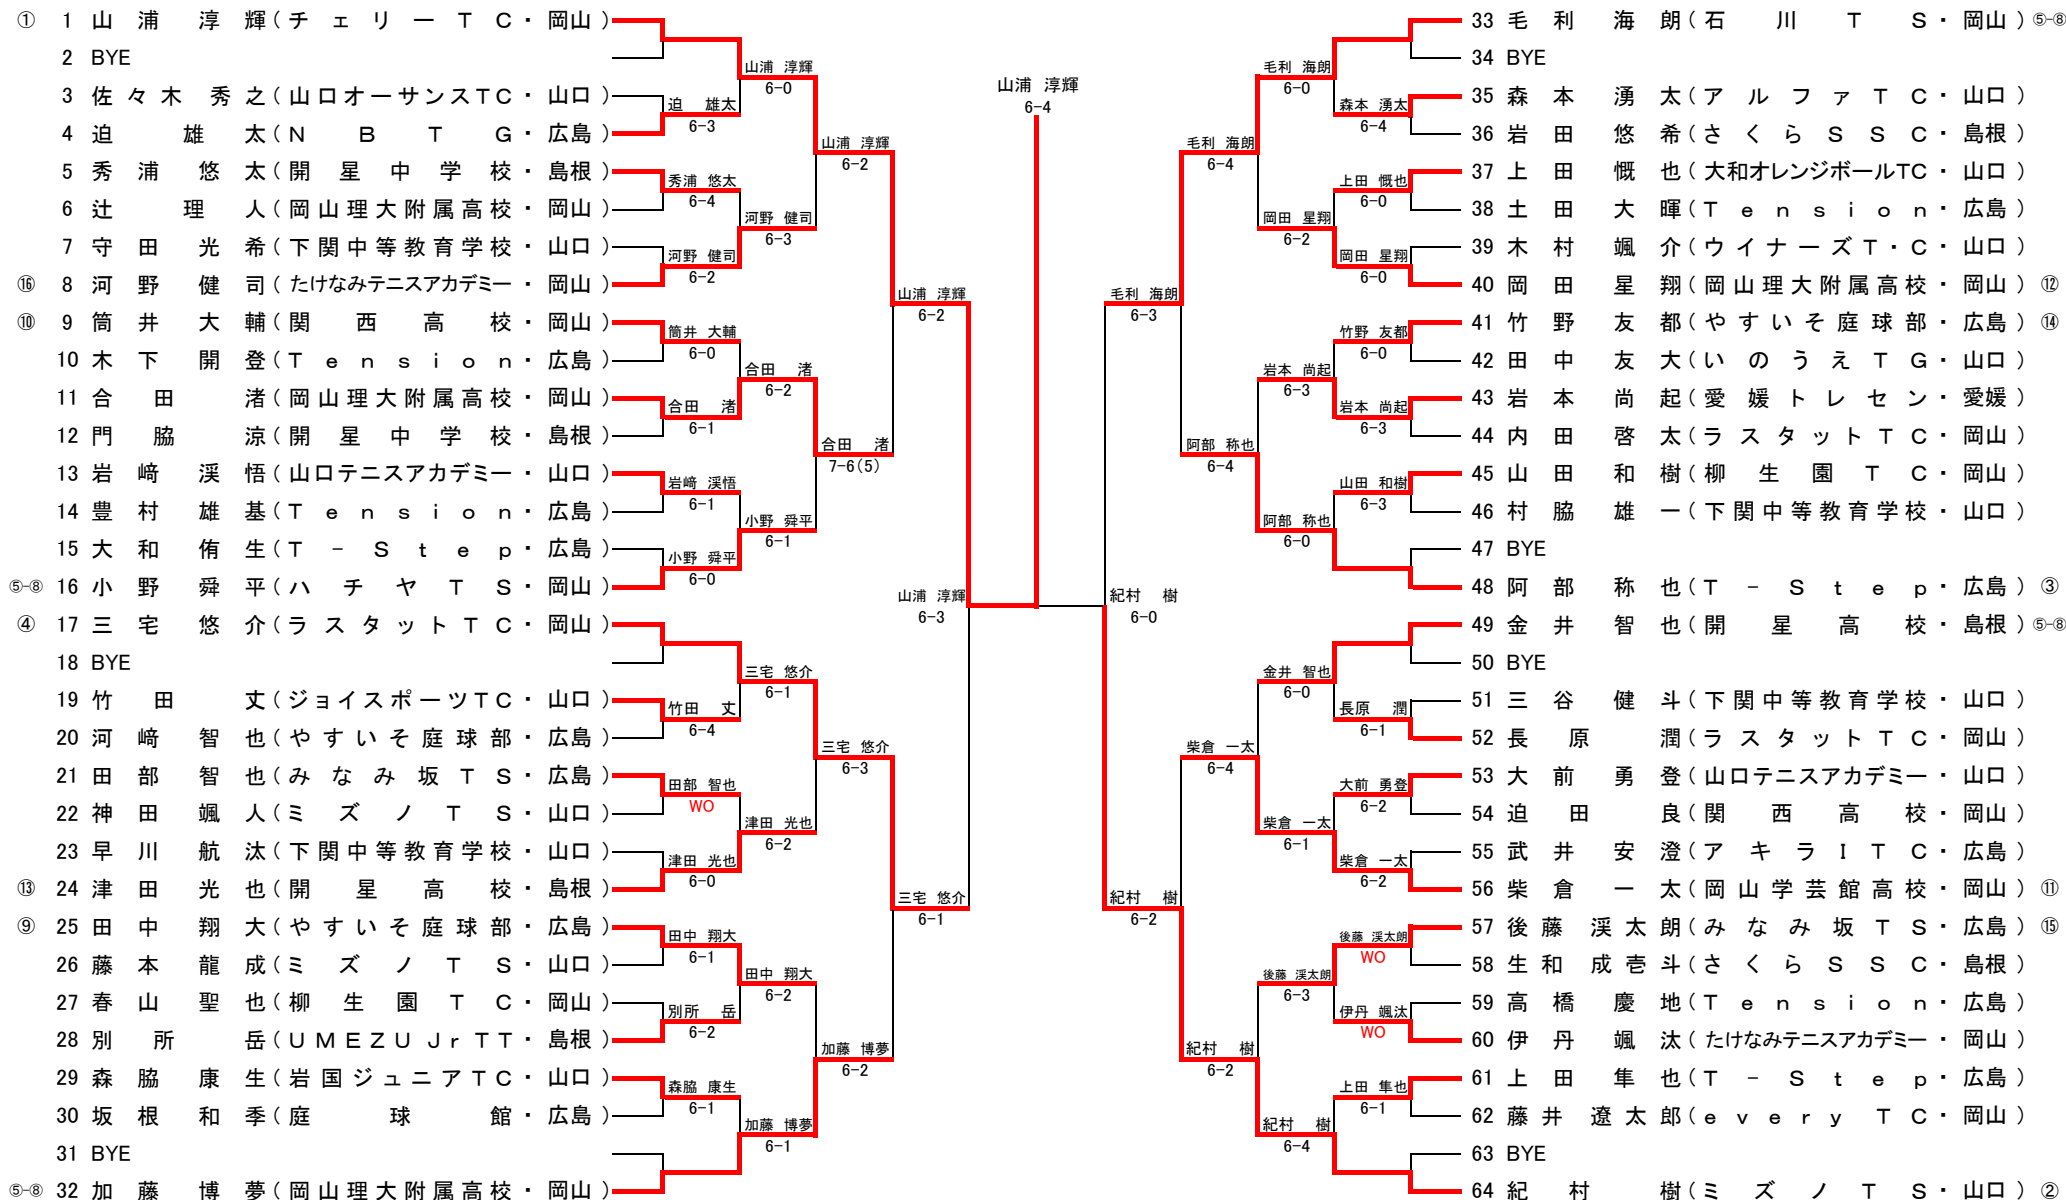 ① 1 山浦 淳輝(チェリーTC・岡山)
2 BYE
3 佐々木 秀之(山口オーサンスTC・山口)
4 迫 雄太(NBTG・広島)
5 秀浦 悠太(開星中学校・島根)
6 辻 理人(岡山理大附属高校・岡山)
7 守田 光希(下関中等教育学校・山口)
⑯ 8 河野 健司(たけなみテニスアカデミー・岡山)
⑩ 9 筒井 大輔(関西高校・岡山)
10 木下 開登(Tension・広島)
11 合田 渚(岡山理大附属高校・岡山)
12 門脇 涼(開星中学校・島根)
13 岩﨑 渓悟(山口テニスアカデミー・山口)
14 豊村 雄基(Tension・広島)
15 大和 侑生(T-Step・広島)
⑤-⑧ 16 小野 舜平(ハチヤTS・岡山)
④ 17 三宅 悠介(ラスタットTC・岡山)
18 BYE
19 竹田 丈(ジョイスポーツTC・山口)
20 河﨑 智也(やすいそ庭球部・広島)
21 田部 智也(みなみ坂TS・広島)
22 神田 颯人(ミズノTS・山口)
23 早川 航汰(下関中等教育学校・山口)
⑬ 24 津田 光也(開星高校・島根)
⑨ 25 田中 翔大(やすいそ庭球部・広島)
26 藤本 龍成(ミズノTS・山口)
27 春山 聖也(柳生園TC・岡山)
28 別所 岳(UMEZU Jr TT・島根)
29 森脇 康生(岩国ジュニアTC・山口)
30 坂根 和季(庭球館・広島)
31 BYE
⑤-⑧ 32 加藤 博夢(岡山理大附属高校・岡山)
迫 雄太
6-3
秀浦 悠太
6-4
河野 健司
6-2
筒井 大輔
6-0
合田 渚
6-1
岩﨑 渓悟
6-1
小野 舜平
6-0
竹田 丈
6-4
田部 智也
WO
津田 光也
6-0
田中 翔大
6-1
別所 岳
6-2
森脇 康生
6-1
山浦 淳輝
6-0
河野 健司
6-3
合田 渚
6-2
小野 舜平
6-1
三宅 悠介
6-1
津田 光也
6-2
田中 翔大
6-2
加藤 博夢
6-1
山浦 淳輝
6-2
合田 渚
7-6(5)
三宅 悠介
6-3
加藤 博夢
6-2
山浦 淳輝
6-2
三宅 悠介
6-1
山浦 淳輝
6-3
山浦 淳輝
6-4
紀村 樹
6-0
毛利 海朗
6-3
紀村 樹
6-2
毛利 海朗
6-4
阿部 称也
6-4
柴倉 一太
6-4
紀村 樹
6-2
毛利 海朗
6-0
岡田 星翔
6-2
岩本 尚起
6-3
阿部 称也
6-0
金井 智也
6-0
柴倉 一太
6-1
後藤 渓太朗
6-3
紀村 樹
6-4
森本 湧太
6-4
上田 慨也
6-0
岡田 星翔
6-0
竹野 友都
6-0
岩本 尚起
6-3
山田 和樹
6-3
長原 潤
6-1
大前 勇登
6-2
柴倉 一太
6-2
後藤 渓太朗
WO
伊丹 颯汰
WO
上田 隼也
6-1
33 毛利 海朗(石川TS・岡山) ⑤-⑧
34 BYE
35 森本 湧太(アルファTC・山口)
36 岩田 悠希(さくらSSC・島根)
37 上田 慨也(大和オレンジボールTC・山口)
38 土田 大暉(Tension・広島)
39 木村 颯介(ウイナーズT・C・山口)
40 岡田 星翔(岡山理大附属高校・岡山) ⑫
41 竹野 友都(やすいそ庭球部・広島) ⑭
42 田中 友大(いのうえTG・山口)
43 岩本 尚起(愛媛トレセン・愛媛)
44 内田 啓太(ラスタットTC・岡山)
45 山田 和樹(柳生園TC・岡山)
46 村脇 雄一(下関中等教育学校・山口)
47 BYE
48 阿部 称也(T-Step・広島) ③
49 金井 智也(開星高校・島根) ⑤-⑧
50 BYE
51 三谷 健斗(下関中等教育学校・山口)
52 長原 潤(ラスタットTC・岡山)
53 大前 勇登(山口テニスアカデミー・山口)
54 迫田 良(関西高校・岡山)
55 武井 安澄(アキラITC・広島)
56 柴倉 一太(岡山学芸館高校・岡山) ⑪
57 後藤 渓太朗(みなみ坂TS・広島) ⑮
58 生和 成壱斗(さくらSSC・島根)
59 高橋 慶地(Tension・広島)
60 伊丹 颯汰(たけなみテニスアカデミー・岡山)
61 上田 隼也(T-Step・広島)
62 藤井 遼太郎(every TC・岡山)
63 BYE
64 紀村 樹(ミズノTS・山口) ②